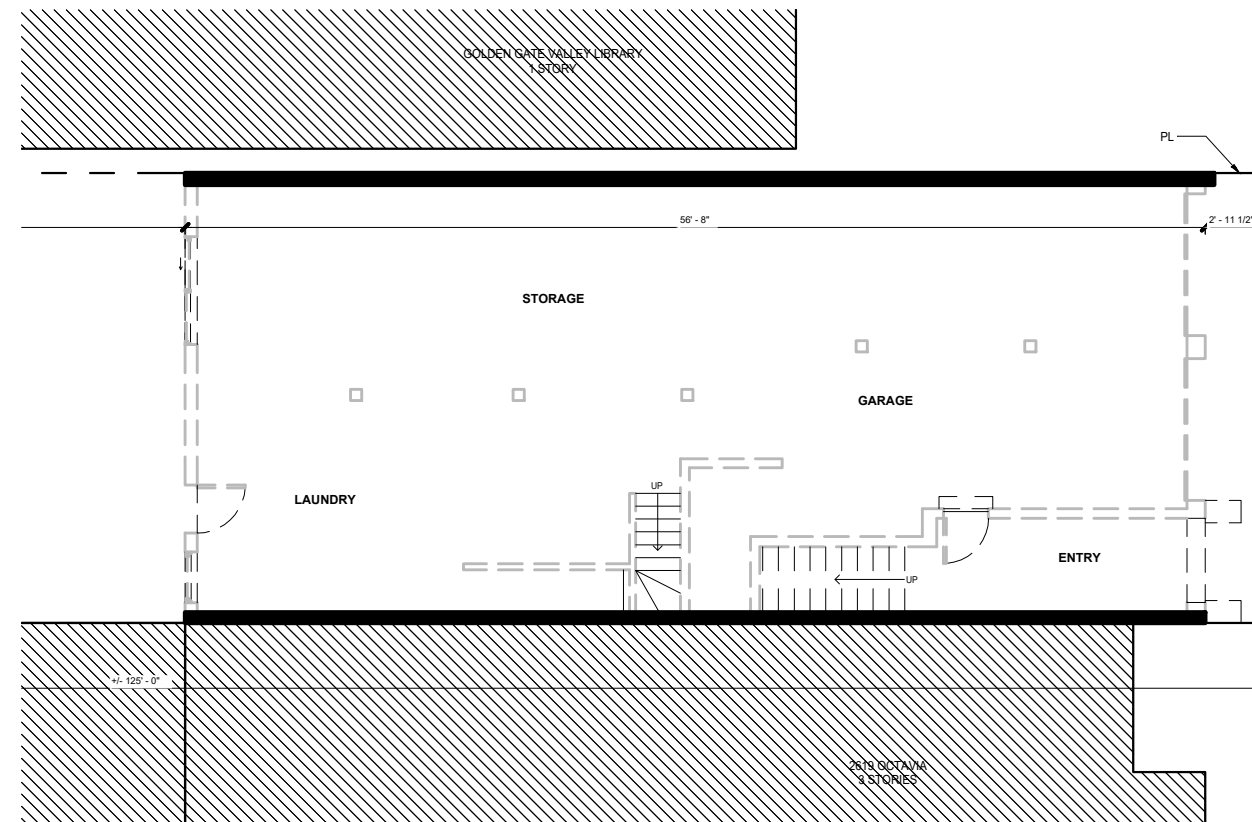 GOLDEN GATE VALLEY LIBRARY
1 STORY
PL
56' - 8"
2' - 11 1/2"
STORAGE
GARAGE
LAUNDRY
UP
ENTRY
UP
+/- 125' - 0"
2619 OCTAVIA
3 STORIES